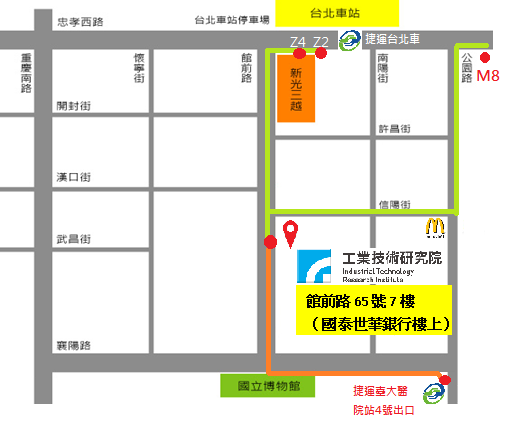 台北車站
忠孝西路
台北車站停車場
Z4 Z2
捷運台北車
重慶南路
懷寧街
館前路
新光三越
南陽街
公園路
M8
開封街
許昌街
漢口街
信陽街
武昌街
工業技術研究院
Industrial Technology
Research Institute
館前路 65 號 7 樓
（國泰世華銀行樓上）
襄陽路
國立博物館
捷運臺大醫
院站4號出口